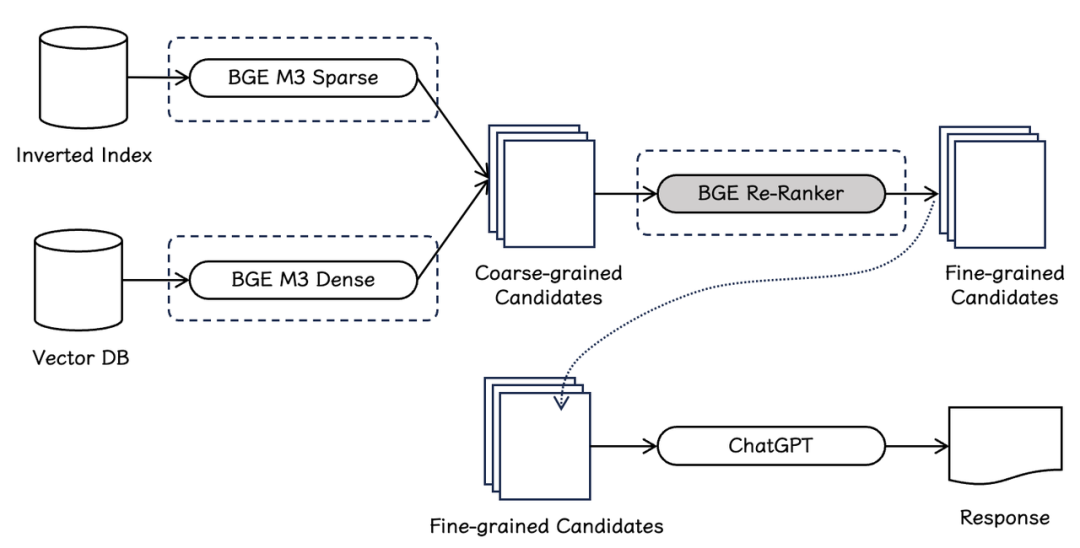 BGE M3 Sparse
Inverted Index
BGE M3 Dense
Vector DB
Coarse-grained
Candidates
BGE Re-Ranker
Fine-grained
Candidates
Fine-grained Candidates
ChatGPT
Response